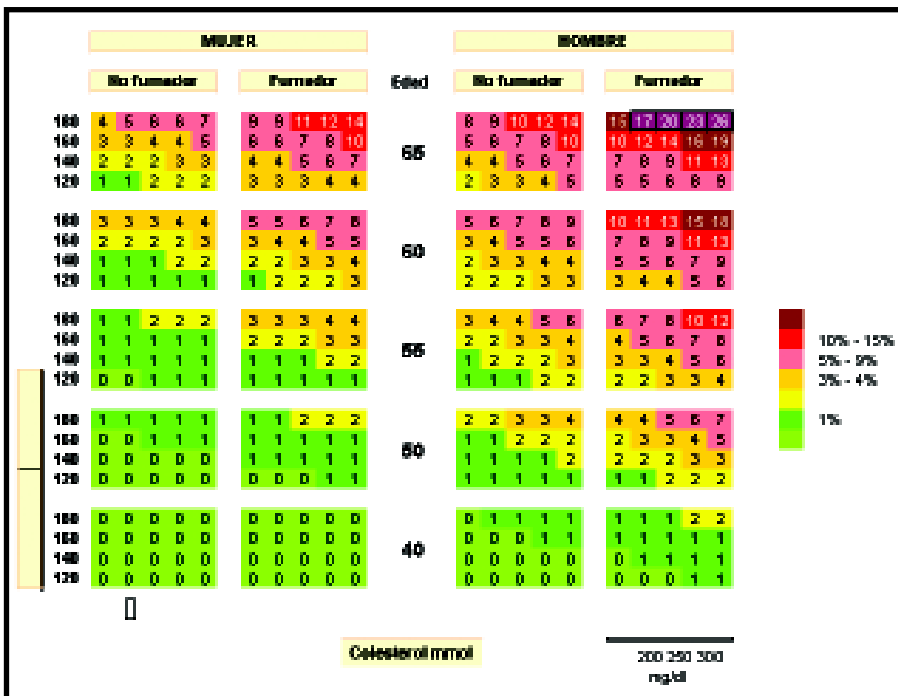 MUJER HOMBRE
No fumador Fumador Edad No fumador Fumador
180 4 5 6 6 7 8 9 11 12 14 8 9 10 12 14 15 17 20 23 26
160 3 3 4 4 5 5 6 7 8 10 5 6 7 8 10 10 12 14 16 19
65
140 2 2 2 3 3 4 4 5 6 7 4 4 5 6 7 7 8 9 11 13
120 1 1 2 2 2 3 3 3 4 4 2 3 3 4 5 5 5 6 8 9
180 3 3 3 4 4 5 5 6 7 8 5 6 7 8 9 10 11 13 15 18
160 2 2 2 2 3 3 4 4 5 5 3 4 5 5 6 7 8 9 11 13
60
140 1 1 1 2 2 2 2 3 3 4 2 3 3 4 4 5 5 6 7 9
120 1 1 1 1 1 1 2 2 2 3 2 2 2 3 3 3 4 4 5 6
180 1 1 2 2 2 3 3 3 4 4 3 4 4 5 6 6 7 8 10 12
160 1 1 1 1 1 2 2 2 3 3 2 2 3 3 4 4 5 6 7 8
55
140 1 1 1 1 1 1 1 1 2 2 1 2 2 2 3 3 3 4 5 6
120 0 0 1 1 1 1 1 1 1 1 1 1 1 2 2 2 2 3 3 4
180 1 1 1 1 1 1 1 2 2 2 2 2 3 3 4 4 4 5 6 7
160 0 0 1 1 1 1 1 1 1 1 1 1 2 2 2 2 3 3 4 5
50
140 0 0 0 0 0 1 1 1 1 1 1 1 1 1 2 2 2 2 3 3
120 0 0 0 0 0 0 0 0 1 1 1 1 1 1 1 1 1 2 2 2
180 0 0 0 0 0 0 0 0 0 0 0 1 1 1 1 1 1 1 2 2
160 0 0 0 0 0 0 0 0 0 0 0 0 0 1 1 1 1 1 1 1
40
140 0 0 0 0 0 0 0 0 0 0 0 0 0 0 0 0 1 1 1 1
120 0 0 0 0 0 0 0 0 0 0 0 0 0 0 0 0 0 0 1 1
10% - 15%
5% - 9%
3% - 4%
1%
Colesterol mmol
200 250 300
mg/dl